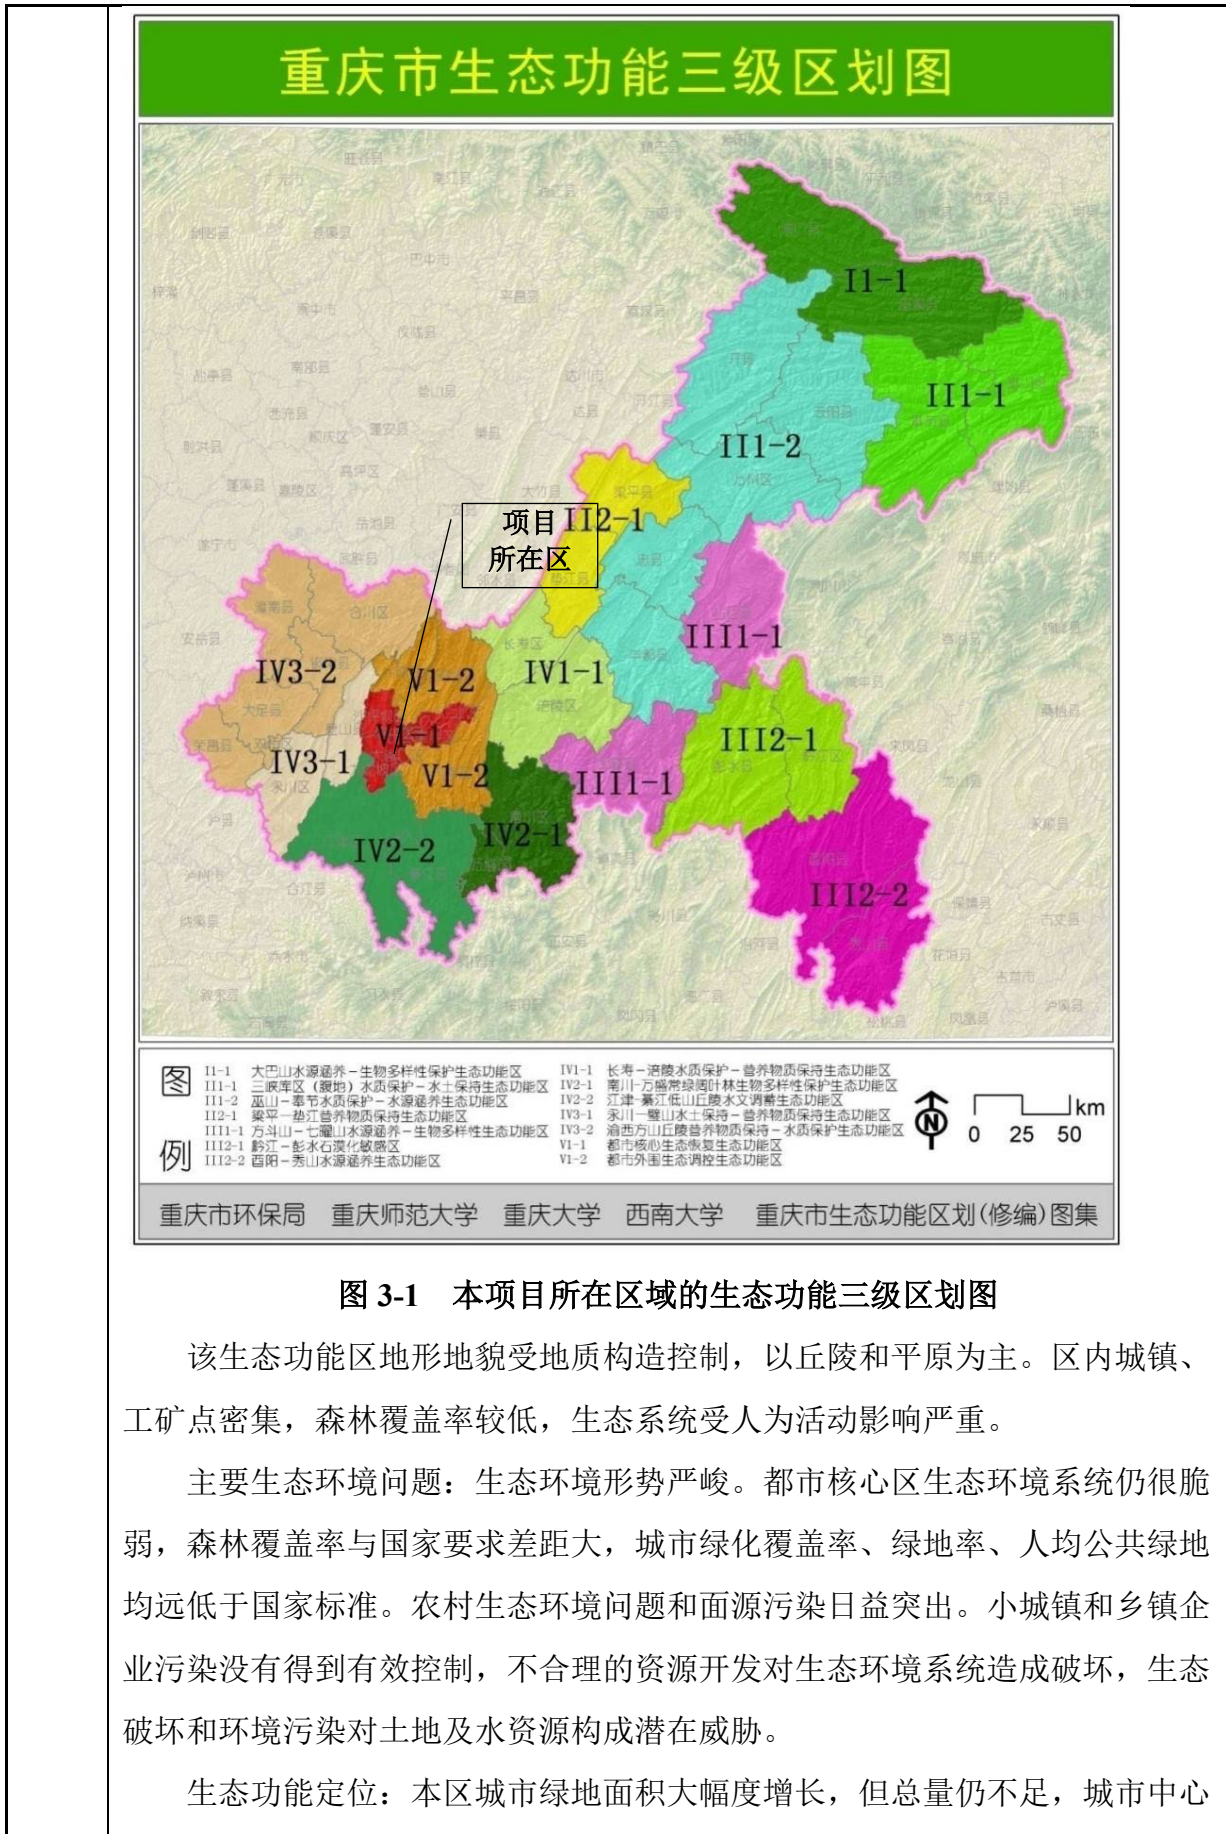 重庆市生态功能三级区划图
I1-1
II1-1
II1-2
项目
所在区
II2-1
III1-1
IV3-2
V1-2
IV1-1
V1-1
III2-1
IV3-1
V1-2
III1-1
IV2-1
IV2-2
III2-2
图例
I1-1 大巴山水源涵养-生物多样性保护生态功能区
II1-1 三峡库区(腹地)水质保护-水土保持生态功能区
II1-2 巫山-奉节水质保护-水源涵养生态功能区
II2-1 梁平-垫江营养物质保持生态功能区
III1-1 方斗山-七曜山水源涵养-生物多样性生态功能区
III2-1 黔江-彭水石漠化敏感区
III2-2 酉阳-秀山水源涵养生态功能区
IV1-1 长寿-涪陵水质保护-营养物质保持生态功能区
IV2-1 南川-万盛常绿阔叶林生物多样性保护生态功能区
IV2-2 江津-綦江低山丘陵水文调蓄生态功能区
IV3-1 永川-璧山水土保持-营养物质保持生态功能区
IV3-2 渝西方山丘陵营养物质保持-水质保护生态功能区
V1-1 都市核心生态恢复生态功能区
V1-2 都市外围生态调控生态功能区
N
km
0 25 50
重庆市环保局 重庆师范大学 重庆大学 西南大学 重庆市生态功能区划(修编)图集
图 3-1 本项目所在区域的生态功能三级区划图
该生态功能区地形地貌受地质构造控制，以丘陵和平原为主。区内城镇、
工矿点密集，森林覆盖率较低，生态系统受人为活动影响严重。
主要生态环境问题：生态环境形势严峻。都市核心区生态环境系统仍很脆
弱，森林覆盖率与国家要求差距大，城市绿化覆盖率、绿地率、人均公共绿地
均远低于国家标准。农村生态环境问题和面源污染日益突出。小城镇和乡镇企
业污染没有得到有效控制，不合理的资源开发对生态环境系统造成破坏，生态
破坏和环境污染对土地及水资源构成潜在威胁。
生态功能定位：本区城市绿地面积大幅度增长，但总量仍不足，城市中心